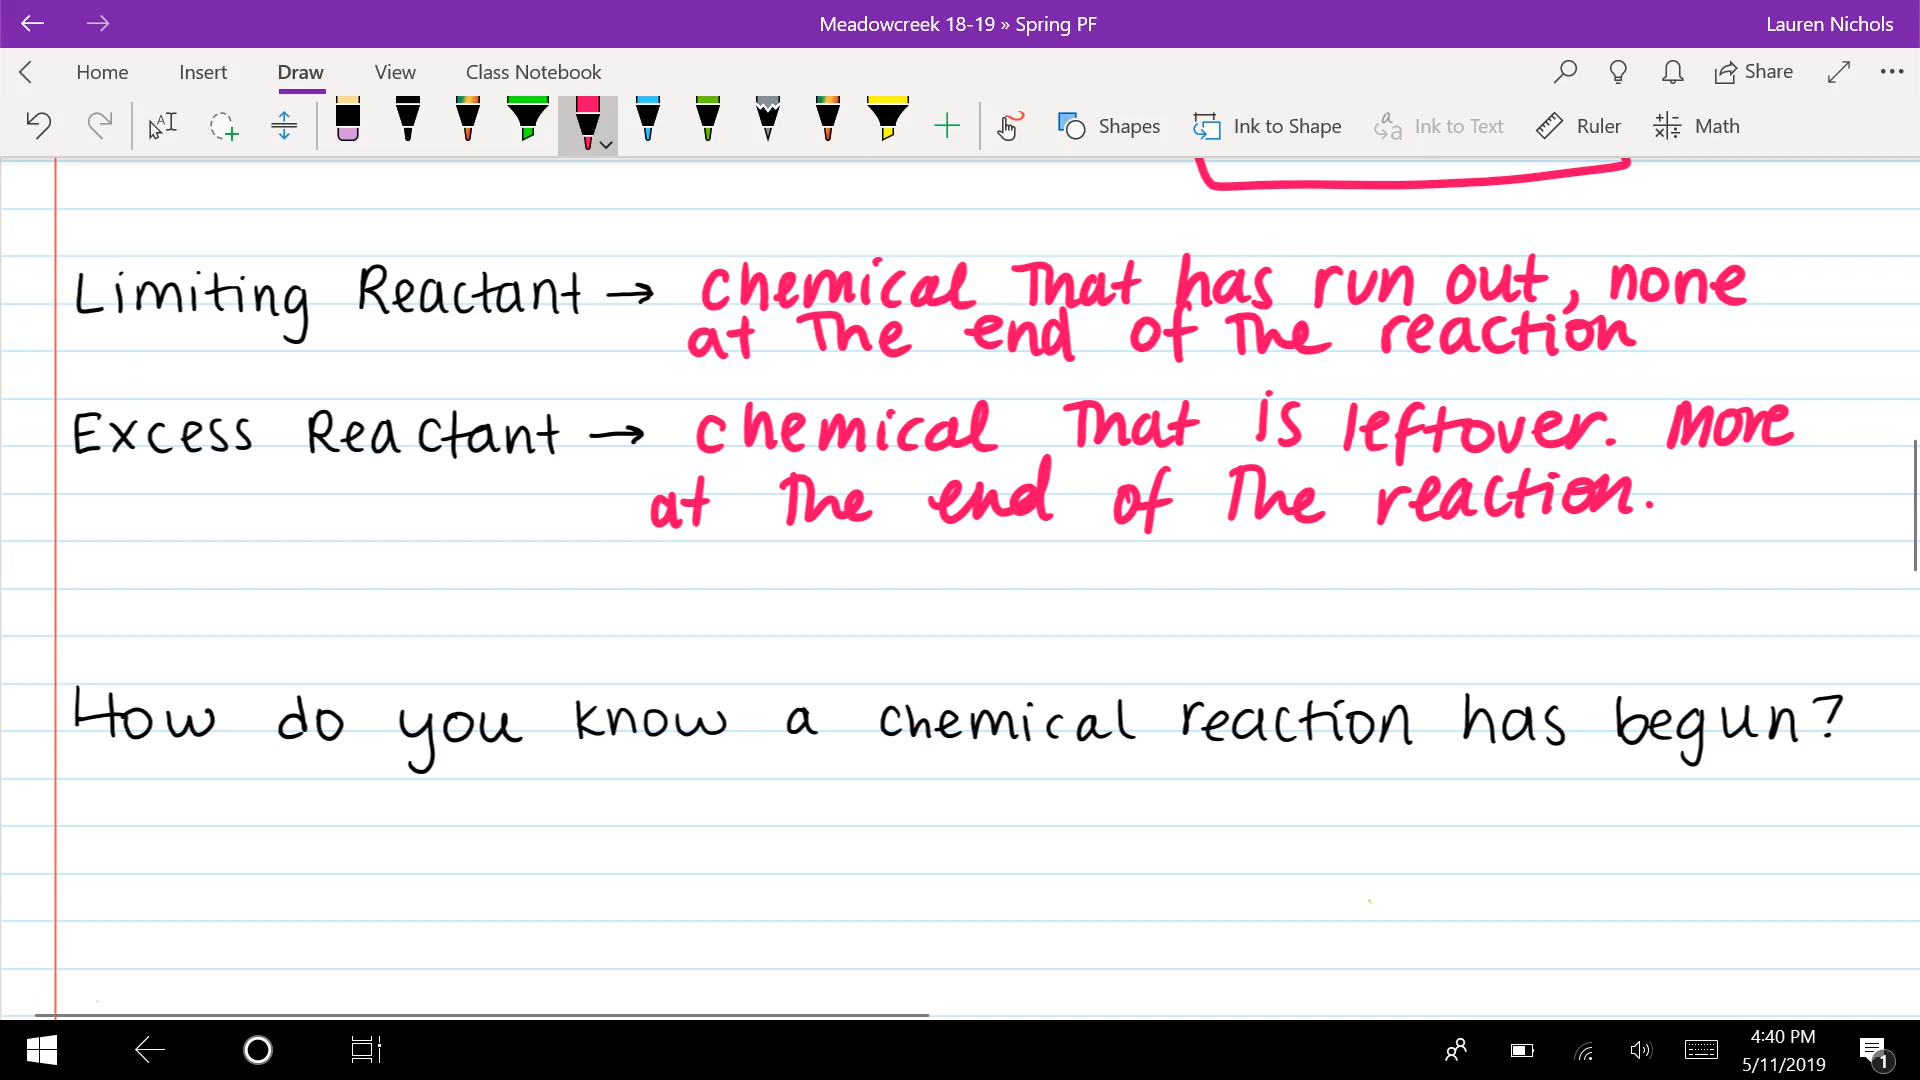 Meadowcreek 18-19 » Spring PF
Lauren Nichols
Home Insert Draw View Class Notebook Share
Shapes Ink to Shape Ink to Text Ruler Math
Limiting Reactant → chemical that has run out, none
at the end of the reaction
Excess Reactant → chemical that is leftover. More
at the end of the reaction.
How do you know a chemical reaction has begun?
4:40 PM
5/11/2019
1